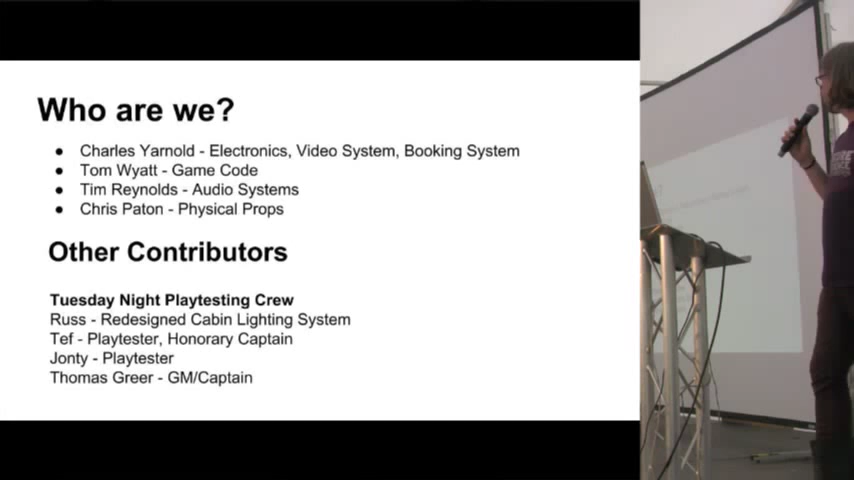 Who are we?
● Charles Yarnold - Electronics, Video System, Booking System
● Tom Wyatt - Game Code
● Tim Reynolds - Audio Systems
● Chris Paton - Physical Props
Other Contributors
Tuesday Night Playtesting Crew
Russ - Redesigned Cabin Lighting System
Tef - Playtester, Honorary Captain
Jonty - Playtester
Thomas Greer - GM/Captain